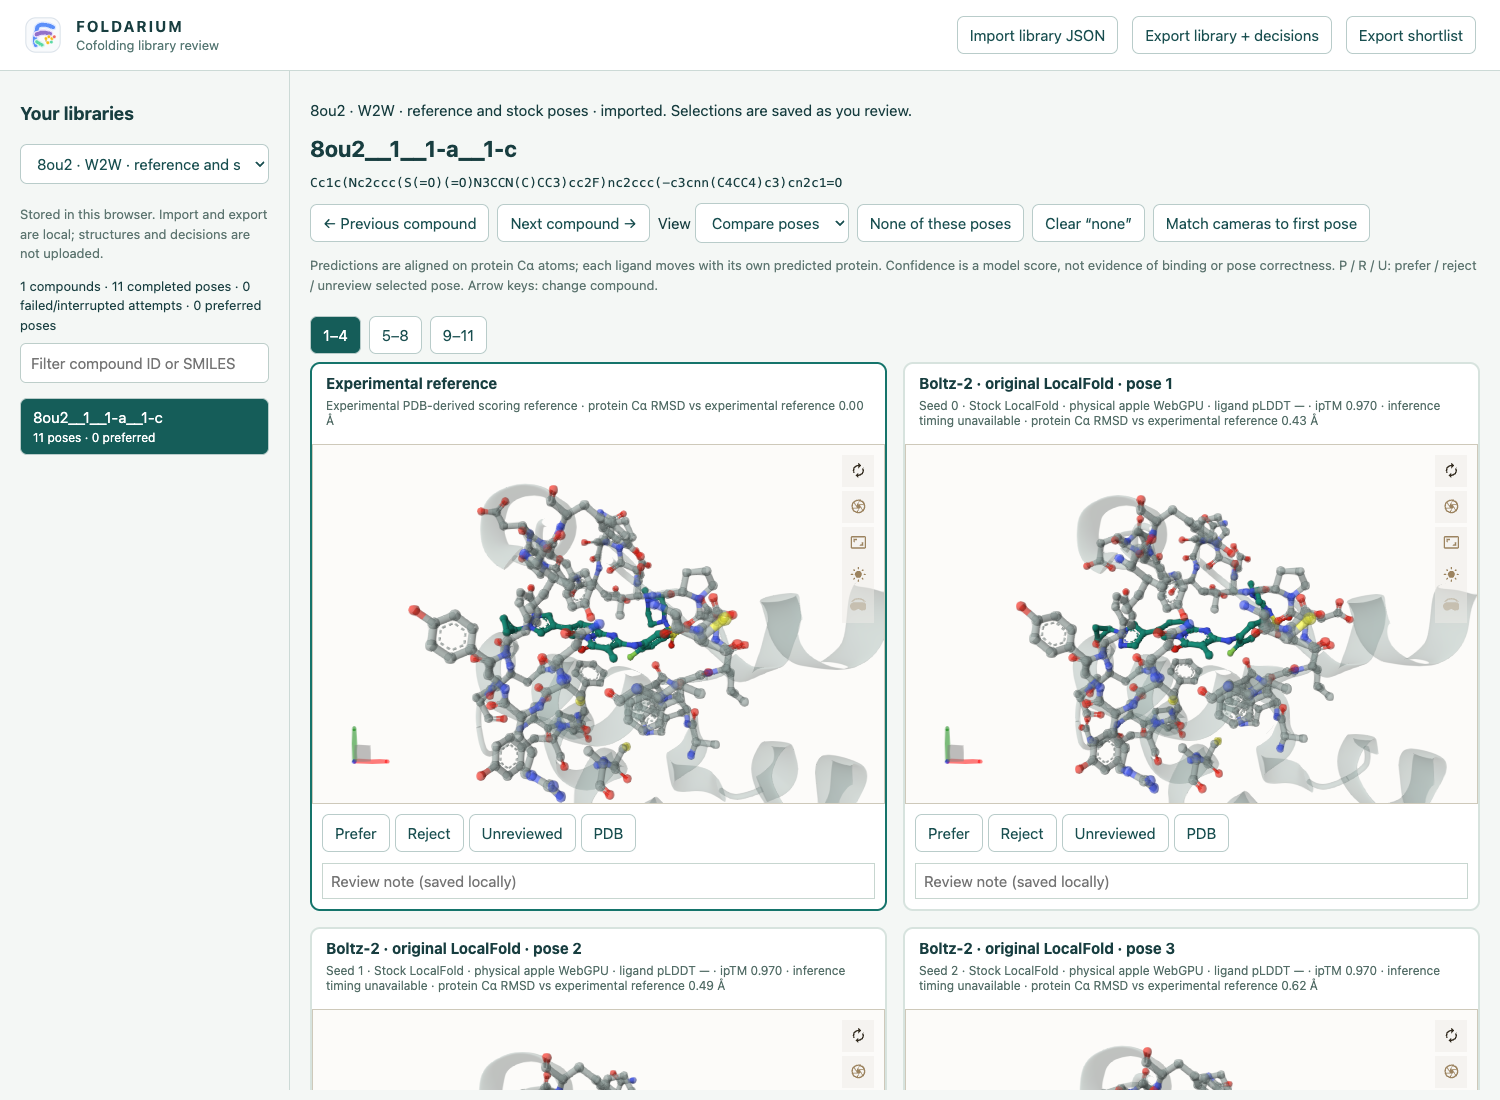 FOLDARIUM
Cofolding library review
Import library JSON
Export library + decisions
Export shortlist
Your libraries
8ou2 · W2W · reference and s
Stored in this browser. Import and export
are local; structures and decisions are
not uploaded.
1 compounds · 11 completed poses · 0
failed/interrupted attempts · 0 preferred
poses
Filter compound ID or SMILES
8ou2__1__1-a__1-c
11 poses · 0 preferred
8ou2 · W2W · reference and stock poses · imported. Selections are saved as you review.
8ou2__1__1-a__1-c
Cc1c(Nc2ccc(S(=O)(=O)N3CCN(C)CC3)cc2F)nc2ccc(–c3cnn(C4CC4)c3)cn2c1=O
← Previous compound
Next compound →
View
Compare poses
None of these poses
Clear “none”
Match cameras to first pose
Predictions are aligned on protein Cα atoms; each ligand moves with its own predicted protein. Confidence is a model score, not evidence of binding or pose correctness. P / R / U: prefer / reject
/ unreview selected pose. Arrow keys: change compound.
1–4
5–8
9–11
Experimental reference
Experimental PDB-derived scoring reference · protein Cα RMSD vs experimental reference 0.00
Å
Prefer
Reject
Unreviewed
PDB
Review note (saved locally)
Boltz-2 · original LocalFold · pose 1
Seed 0 · Stock LocalFold · physical apple WebGPU · ligand pLDDT — · ipTM 0.970 · inference
timing unavailable · protein Cα RMSD vs experimental reference 0.43 Å
Prefer
Reject
Unreviewed
PDB
Review note (saved locally)
Boltz-2 · original LocalFold · pose 2
Seed 1 · Stock LocalFold · physical apple WebGPU · ligand pLDDT — · ipTM 0.970 · inference
timing unavailable · protein Cα RMSD vs experimental reference 0.49 Å
Boltz-2 · original LocalFold · pose 3
Seed 2 · Stock LocalFold · physical apple WebGPU · ligand pLDDT — · ipTM 0.970 · inference
timing unavailable · protein Cα RMSD vs experimental reference 0.62 Å